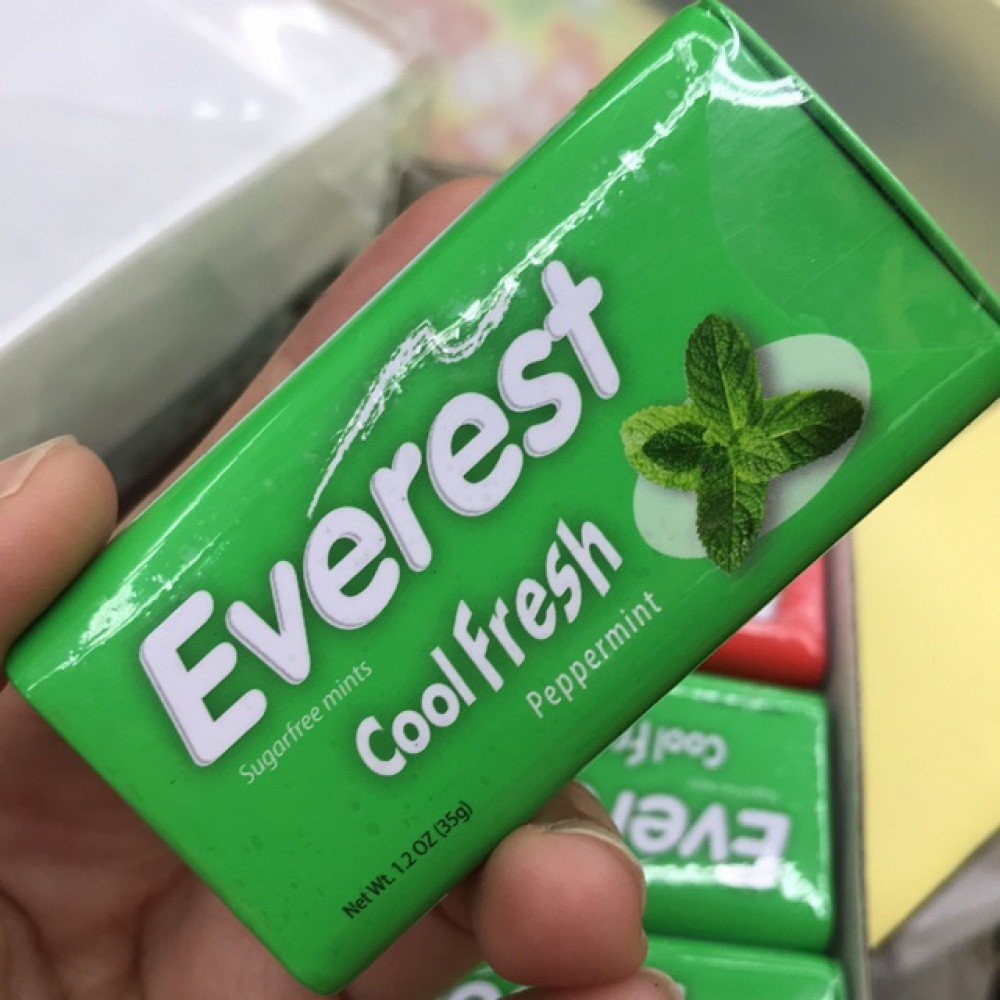 Everest
Sugarfree mints
Cool Fresh
Peppermint
Net Wt. 1.2 OZ (35g)
Cool Fr
Ever